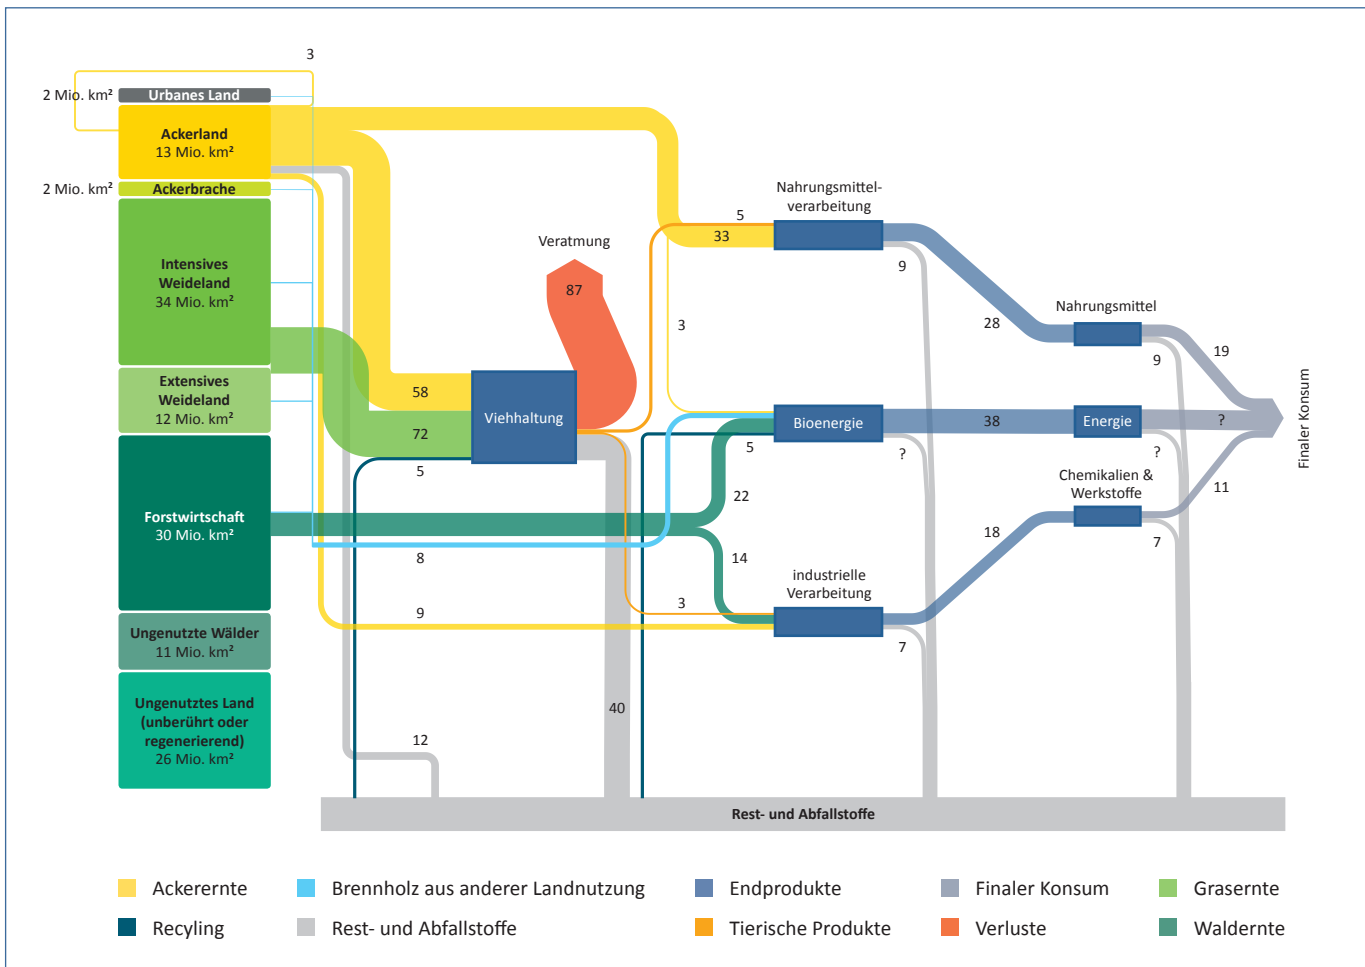 3
2 Mio. km²
Urbanes Land
Ackerland
13 Mio. km²
2 Mio. km²
Ackerbrache
Intensives
Weideland
34 Mio. km²
Extensives
Weideland
12 Mio. km²
Forstwirtschaft
30 Mio. km²
Ungenutzte Wälder
11 Mio. km²
Ungenutztes Land
(unberührt oder
regenerierend)
26 Mio. km²
58
72
5
8
9
12
Viehhaltung
Veratmung
87
40
5
33
3
5
22
14
3
Nahrungsmittel-
verarbeitung
9
28
Bioenergie
?
38
industrielle
Verarbeitung
7
18
Nahrungsmittel
9
19
Energie
?
?
Chemikalien &
Werkstoffe
7
11
Finaler Konsum
Rest- und Abfallstoffe
Ackerernte
Brennholz aus anderer Landnutzung
Endprodukte
Finaler Konsum
Grasernte
Recyling
Rest- und Abfallstoffe
Tierische Produkte
Verluste
Waldernte